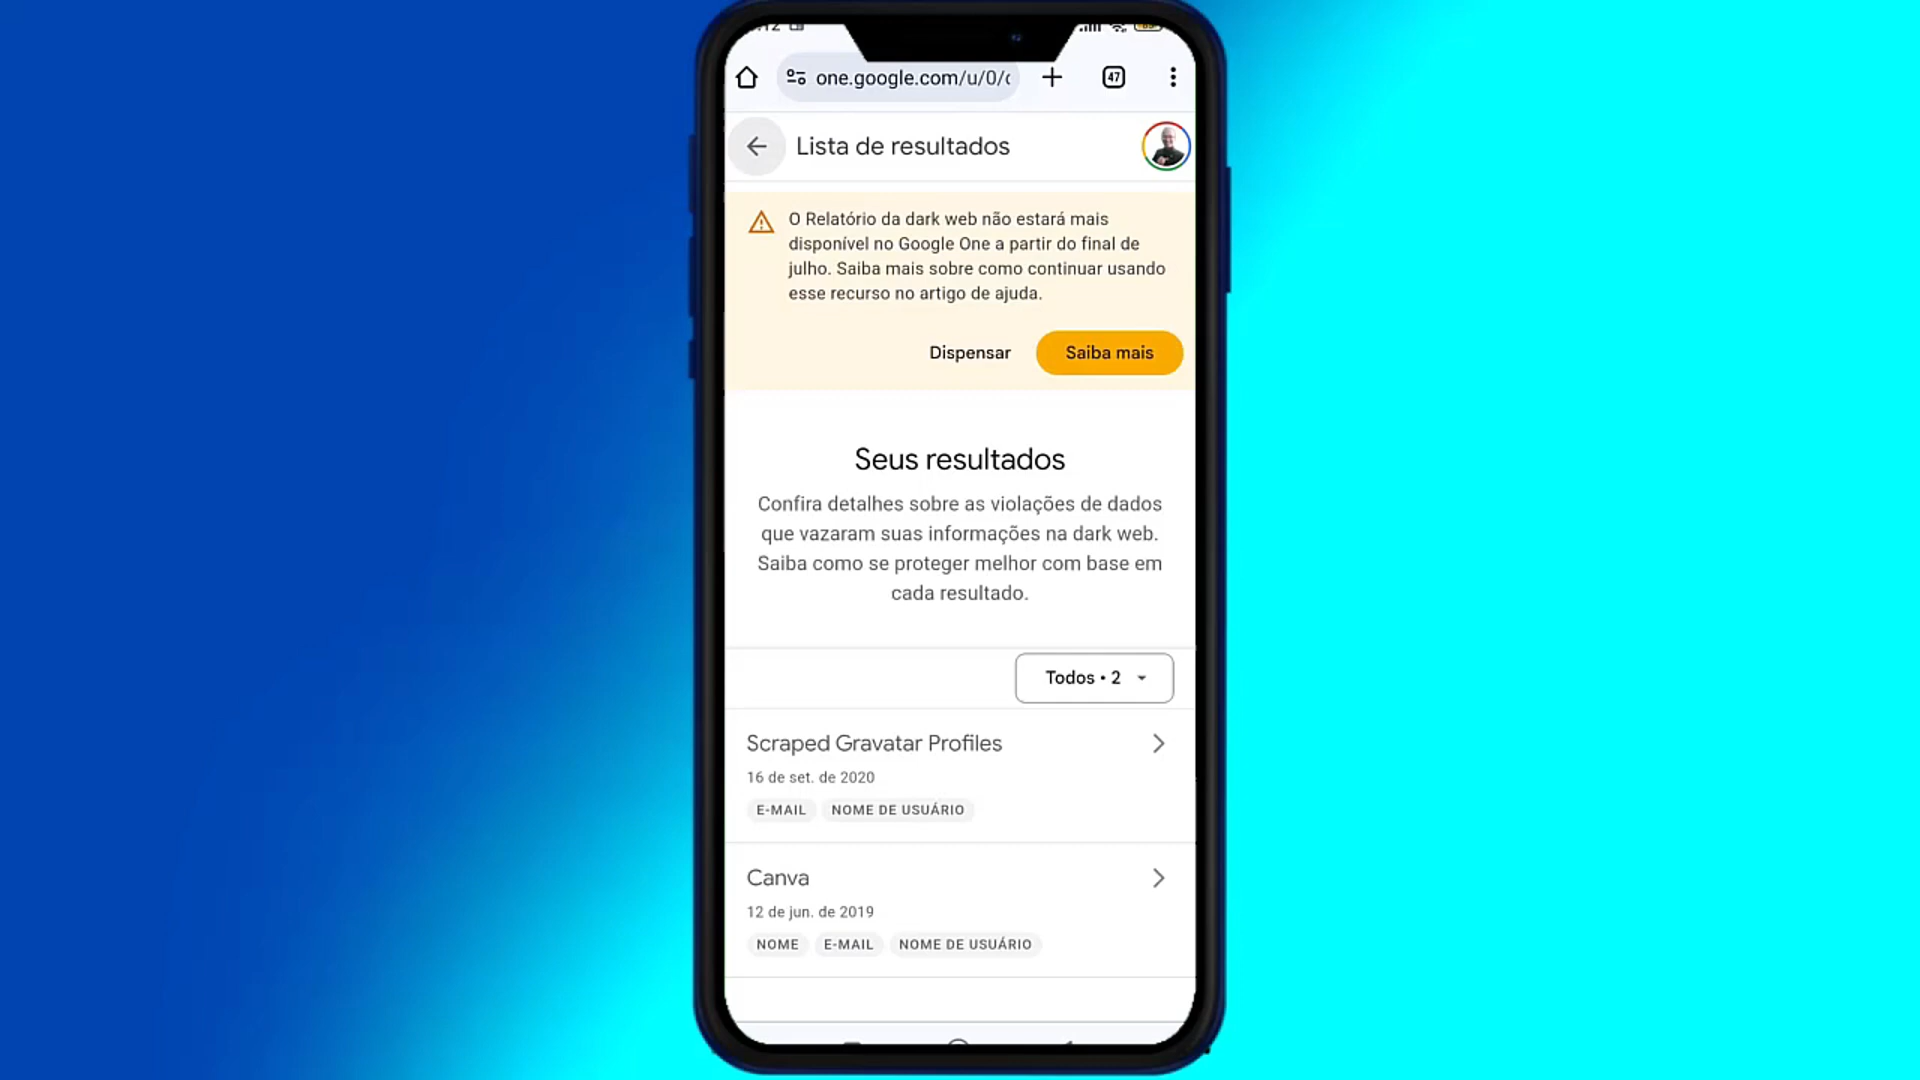 one.google.com/u/0/
47
Lista de resultados
O Relatório da dark web não estará mais
disponível no Google One a partir do final de
julho. Saiba mais sobre como continuar usando
esse recurso no artigo de ajuda.
Dispensar
Saiba mais
Seus resultados
Confira detalhes sobre as violações de dados
que vazaram suas informações na dark web.
Saiba como se proteger melhor com base em
cada resultado.
Todos • 2
Scraped Gravatar Profiles
16 de set. de 2020
E-MAIL NOME DE USUÁRIO
Canva
12 de jun. de 2019
NOME E-MAIL NOME DE USUÁRIO